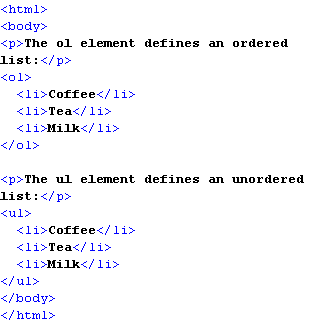 <html>
<body>
<p>The ol element defines an ordered
list:</p>
<ol>
  <li>Coffee</li>
  <li>Tea</li>
  <li>Milk</li>
</ol>

<p>The ul element defines an unordered
list:</p>
<ul>
  <li>Coffee</li>
  <li>Tea</li>
  <li>Milk</li>
</ul>
</body>
</html>